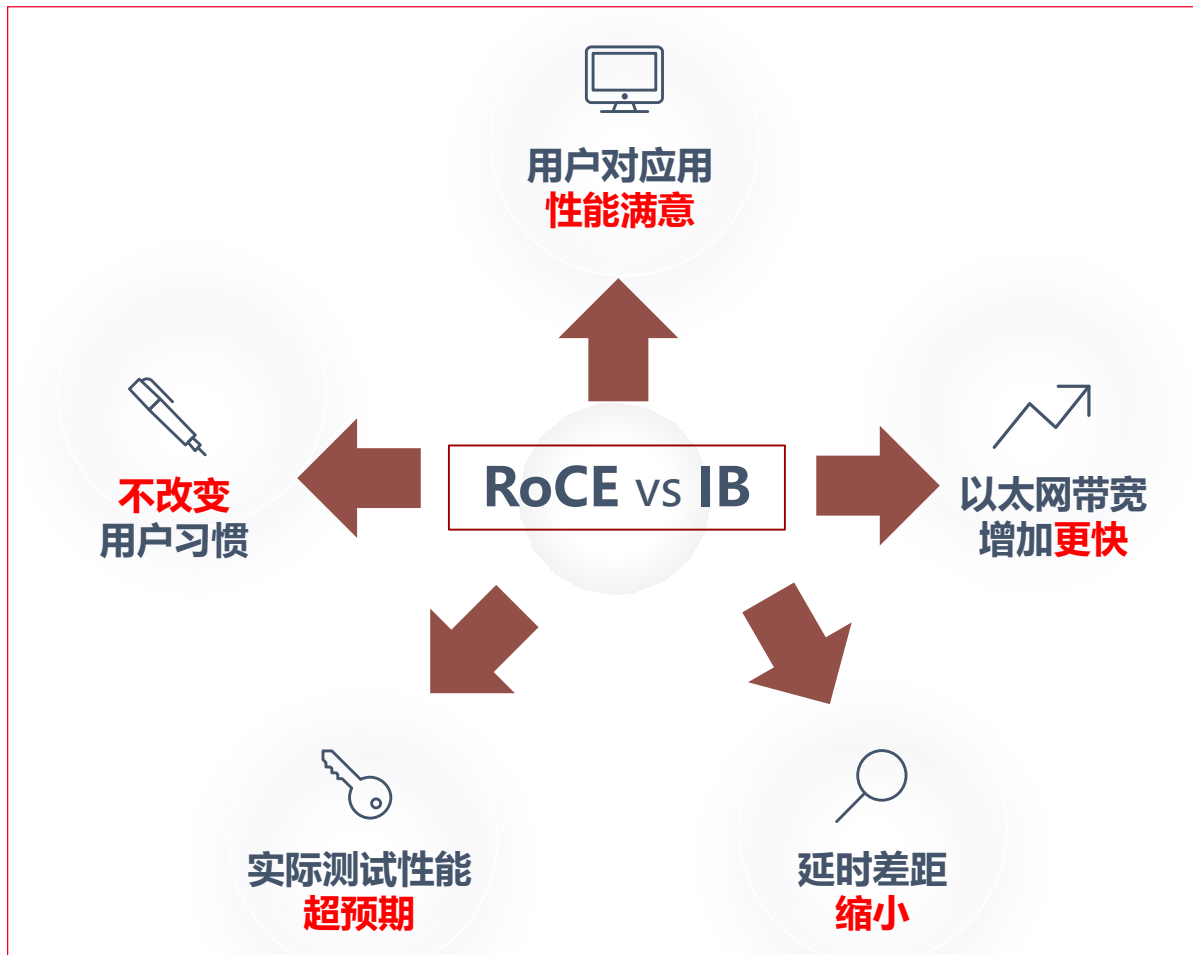 用户对应用
性能满意
不改变
用户习惯
RoCE vs IB
以太网带宽
增加更快
实际测试性能
超预期
延时差距
缩小